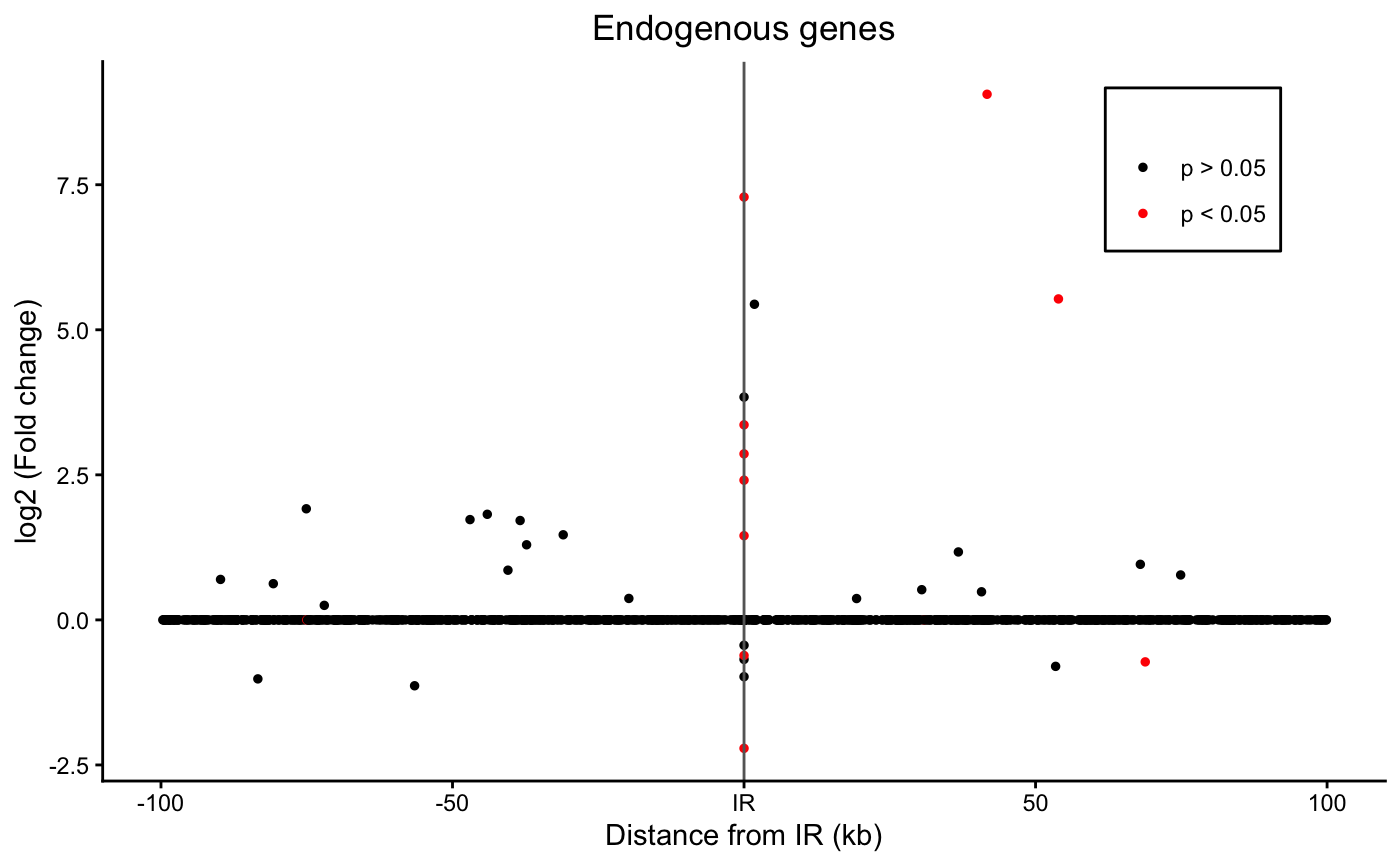 Endogenous genes
p > 0.05
p < 0.05
7.5
5.0
2.5
0.0
-2.5
log2 (Fold change)
-100
-50
IR
50
100
Distance from IR (kb)